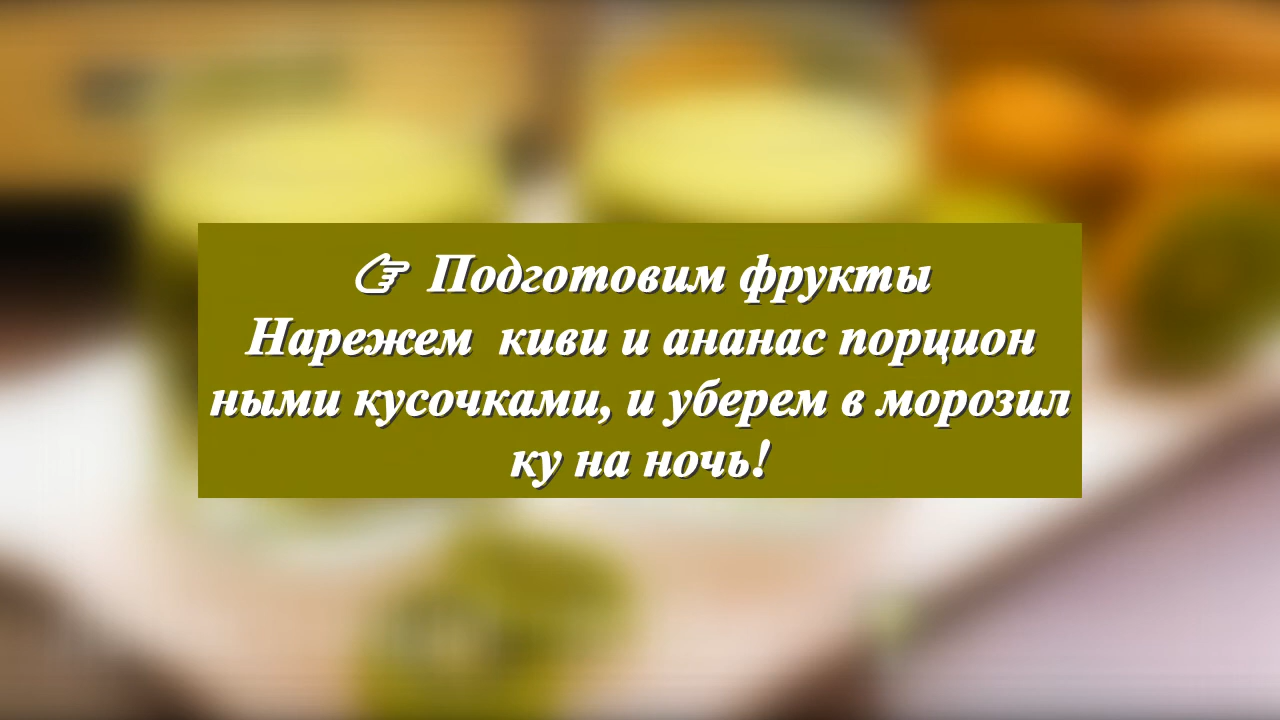 👉 Подготовим фрукты
Нарежем  киви и ананас порцион
ными кусочками, и уберем в морозил
ку на ночь!